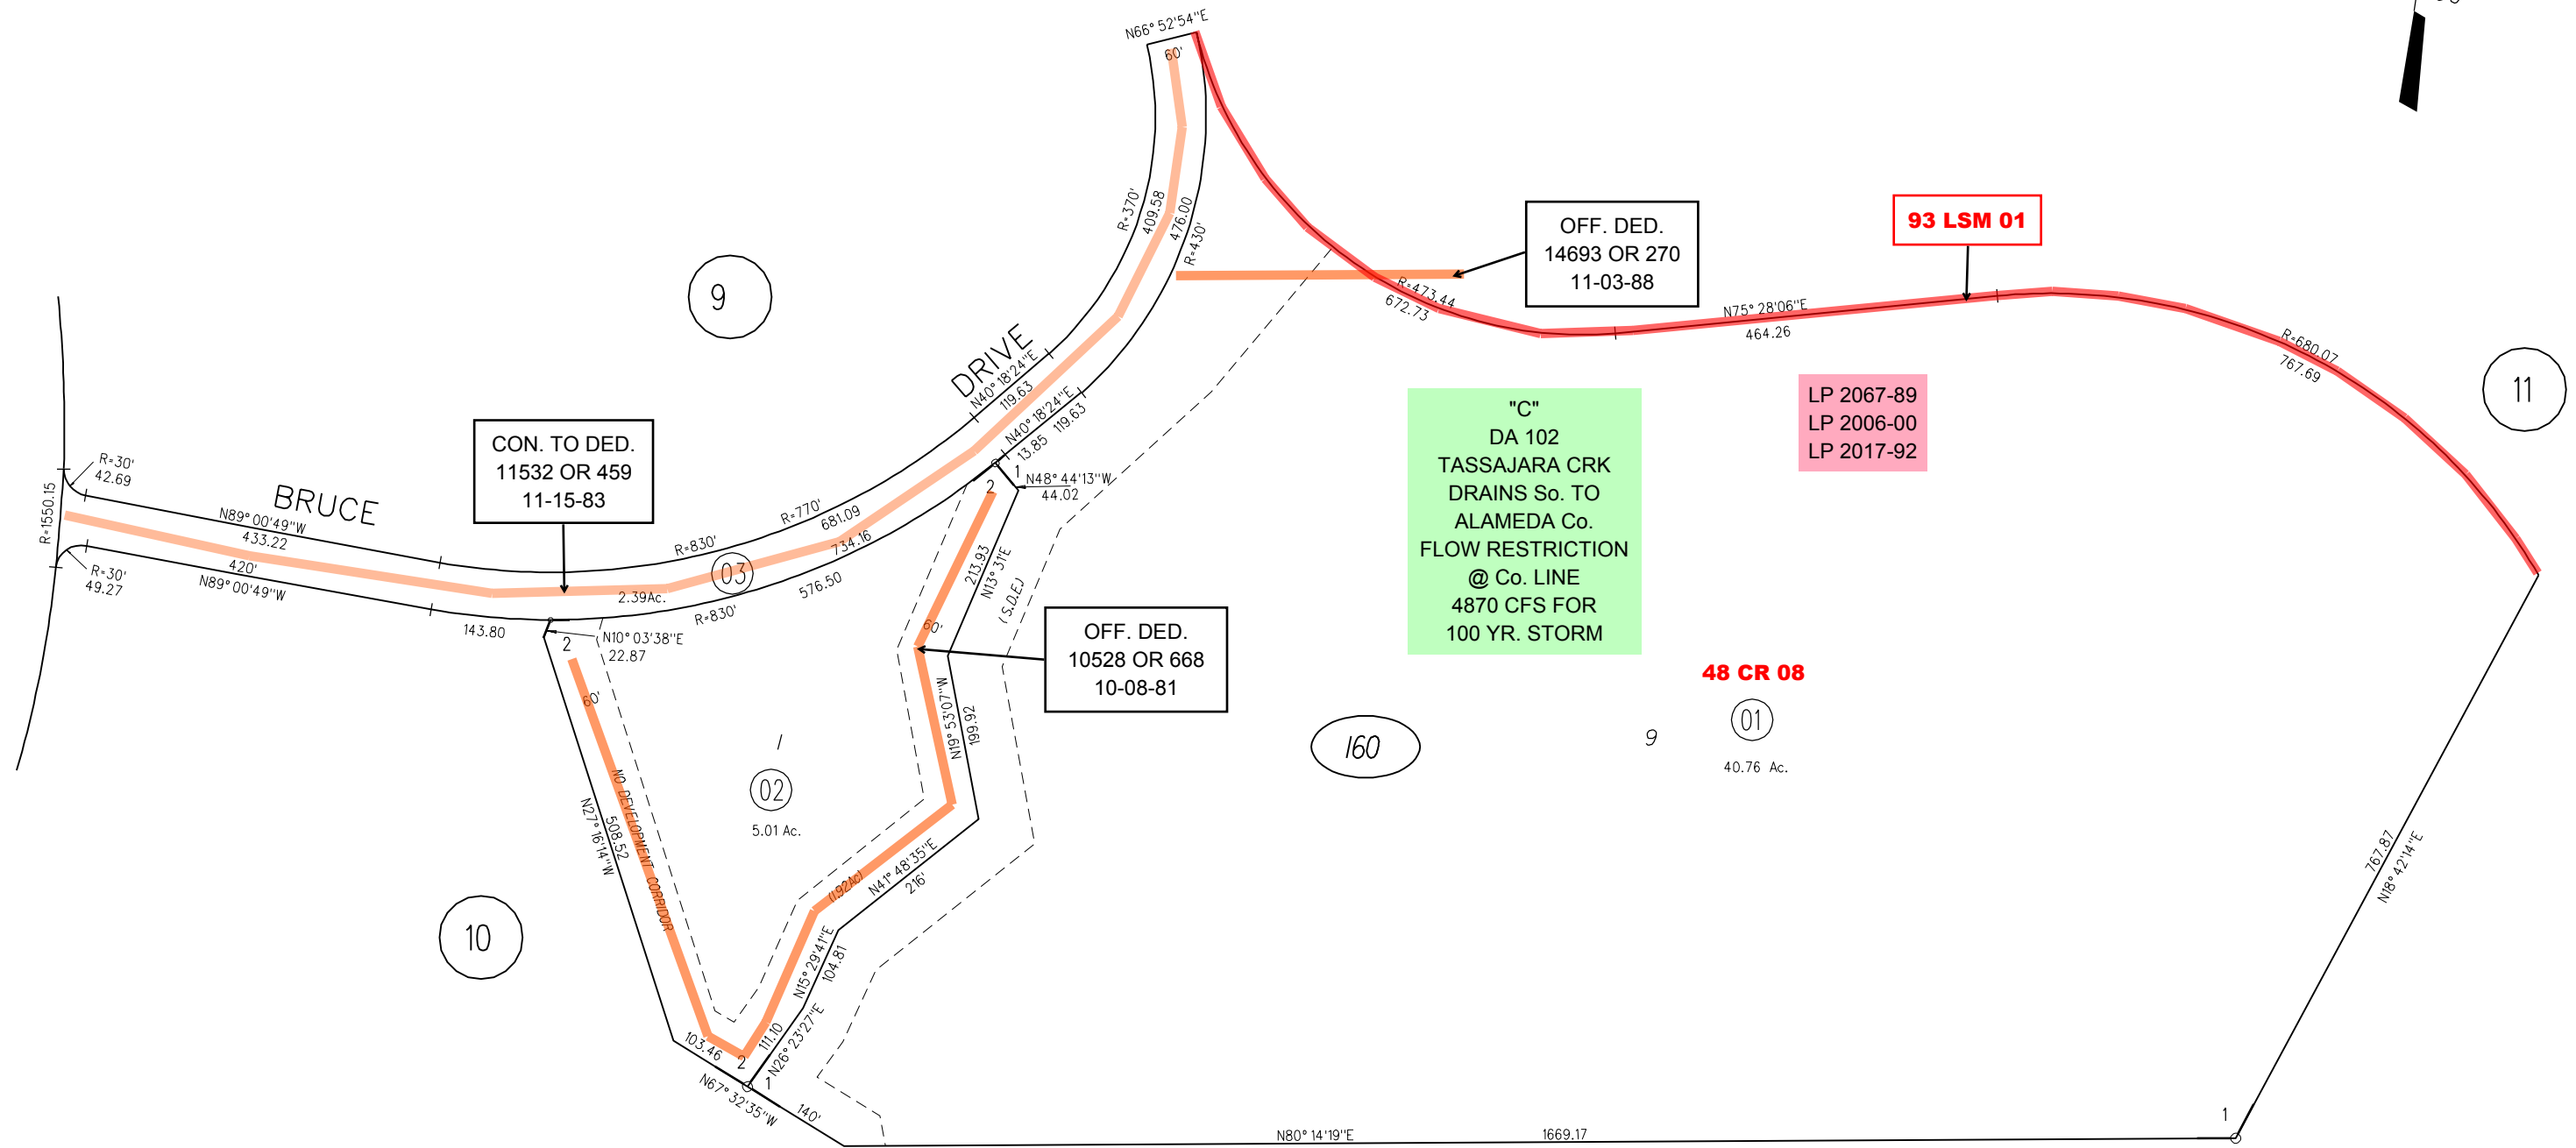 N66° 52'54"E
60'
R=370'
409.58
476.00
R=430'
OFF. DED.
14693 OR 270
11-03-88
93 LSM 01
R=473.44
672.73
N75° 28'06"E
464.26
R=680.07
767.69
9
11
DRIVE
N40° 18'24"E
119.63
N40° 18'24"E
13.85 119.63
LP 2067-89
LP 2006-00
LP 2017-92
"C"
DA 102
TASSAJARA CRK
DRAINS So. TO
ALAMEDA Co.
FLOW RESTRICTION
@ Co. LINE
4870 CFS FOR
100 YR. STORM
CON. TO DED.
11532 OR 459
11-15-83
R=30'
42.69
R=1550.15
BRUCE
N89° 00'49"W
433.22
420'
N89° 00'49"W
R=30'
49.27
143.80
R=770'
681.09
R=830'
734.16
03
2.39Ac.
R=830'
576.50
1
2
N48° 44'13"W
44.02
213.93
N13° 31'E
(S.D.E.)
60'
OFF. DED.
10528 OR 668
10-08-81
N10° 03'38"E
22.87
2
60'
N19° 53'07"W
199.92
48 CR 08
01
9
40.76 Ac.
160
1
02
5.01 Ac.
NO DEVELOPMENT CORRIDOR
508.52
N27° 16'14"W
(1.92Ac)
N41° 48'35"E
216'
10
N15° 29'41"E
104.81
111.10
N26° 23'27"E
103.46
2
1
N67° 32'35"W
140'
767.87
N18° 42'14"E
1
N80° 14'19"E
1669.17